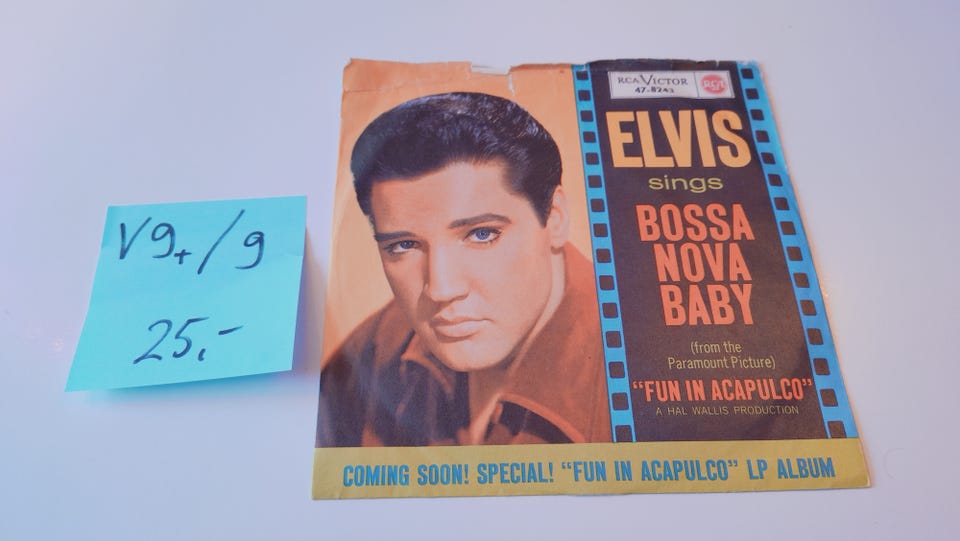 V9+/9
25,-
RCA VICTOR
47-8243
RCA
ELVIS
sings
BOSSA
NOVA
BABY
(from the
Paramount Picture)
"FUN IN ACAPULCO"
A HAL WALLIS PRODUCTION
COMING SOON! SPECIAL! "FUN IN ACAPULCO" LP ALBUM